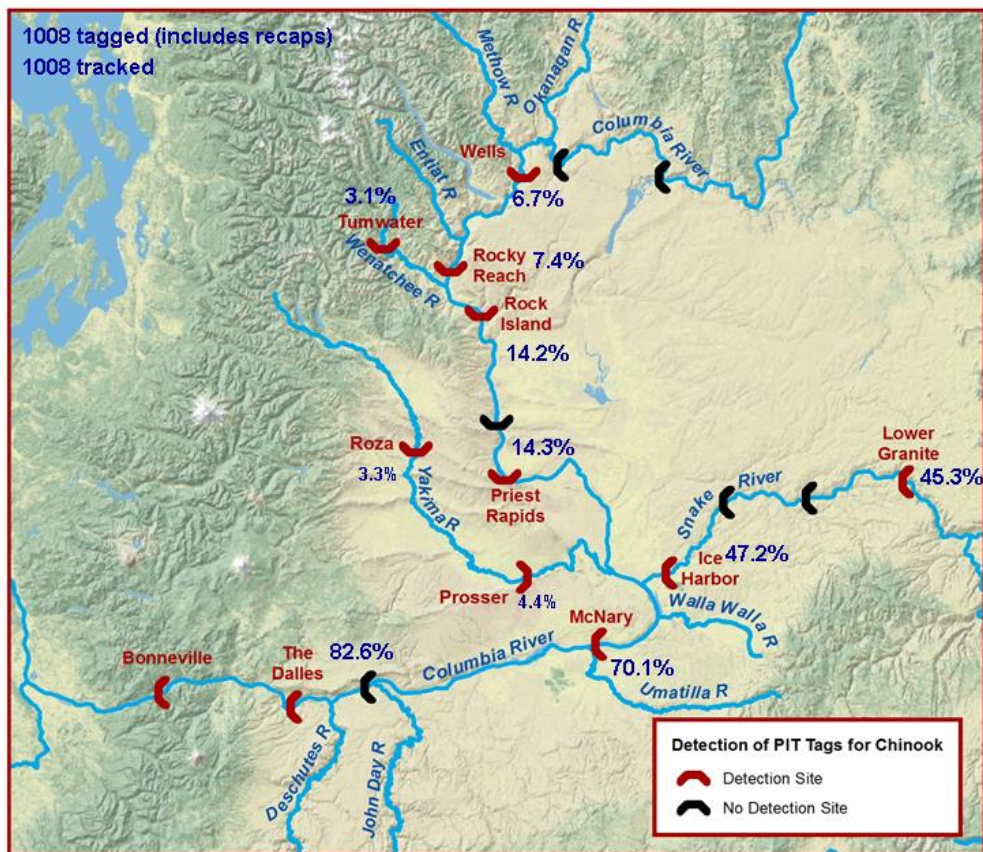 1008 tagged (includes recaps)
1008 tracked
Methow R
Okanagan R
Columbia River
Wells
6.7%
Entiat R
3.1%
Tumwater
Wenatchee R
Rocky
Reach
7.4%
Rock
Island
14.2%
Roza
3.3%
Yakima R
14.3%
Priest
Rapids
Lower
Granite
45.3%
Snake River
Ice
Harbor
47.2%
Prosser
4.4%
McNary
70.1%
Walla Walla R
Umatilla R
Bonneville
The
Dalles
82.6%
Columbia River
Deschutes R
John Day R
Detection of PIT Tags for Chinook
Detection Site
No Detection Site